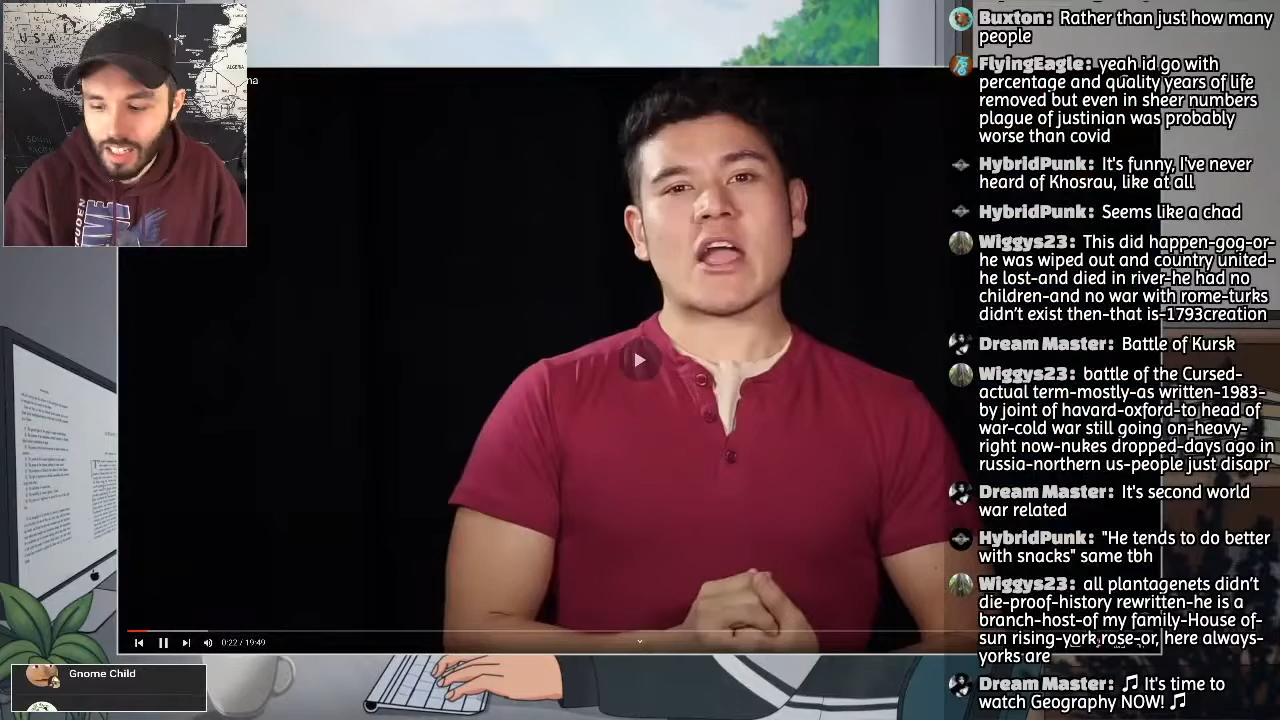 USA
ALGERIA
na
0:22 / 19:49
Gnome Child
Buxton: Rather than just how many
people
FlyingEagle: yeah id go with
percentage and quality years of life
removed but even in sheer numbers
plague of justinian was probably
worse than covid
HybridPunk: It's funny, I've never
heard of Khosrau, like at all
HybridPunk: Seems like a chad
Wiggys23: This did happen-gog-or-
he was wiped out and country united-
he lost-and died in river-he had no
children-and no war with rome-turks
didn't exist then-that is-1793creation
Dream Master: Battle of Kursk
Wiggys23: battle of the Cursed-
actual term-mostly-as written-1983-
by joint of havard-oxford-to head of
war-cold war still going on-heavy-
right now-nukes dropped-days ago in
russia-northern us-people just disapr
Dream Master: It's second world
war related
HybridPunk: "He tends to do better
with snacks" same tbh
Wiggys23: all plantagenets didn't
die-proof-history rewritten-he is a
branch-host-of my family-House of-
sun rising-york rose-or, here always-
yorks are
Dream Master: 🎵 It's time to
watch Geography NOW! 🎵